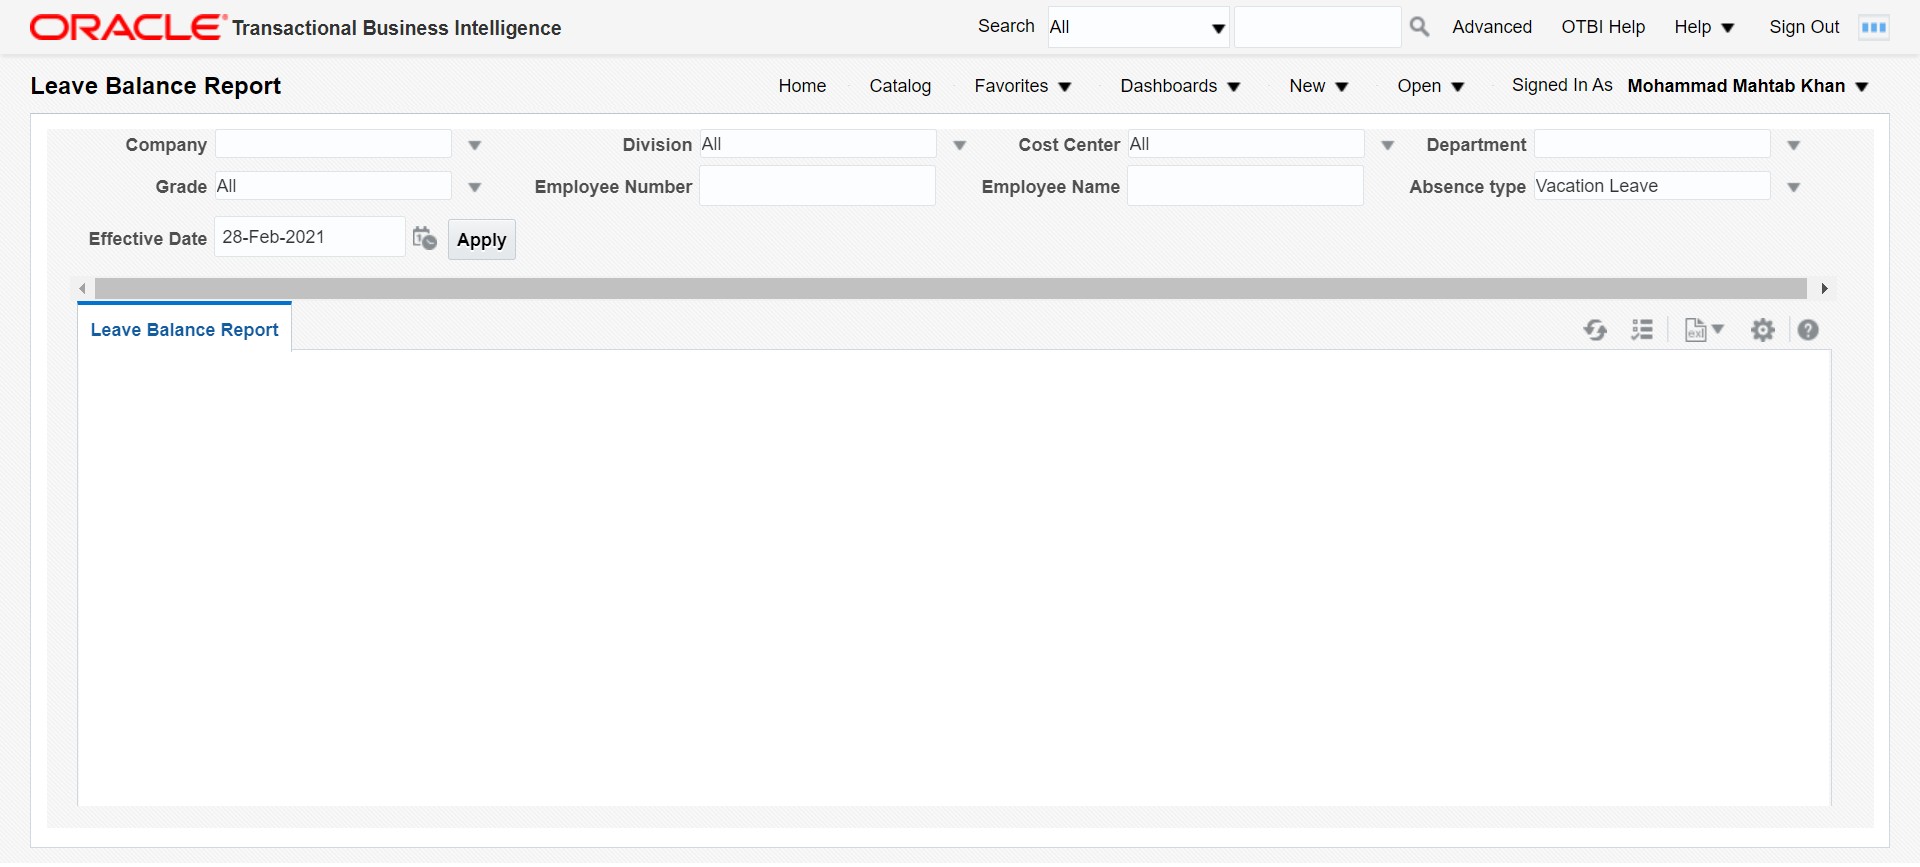 ORACLE Transactional Business Intelligence Search All Advanced OTBI Help Help Sign Out
Leave Balance Report Home Catalog Favorites Dashboards New Open Signed In As Mohammad Mahtab Khan
Company Division All Cost Center All Department
Grade All Employee Number Employee Name Absence type Vacation Leave
Effective Date 28-Feb-2021 Apply
Leave Balance Report